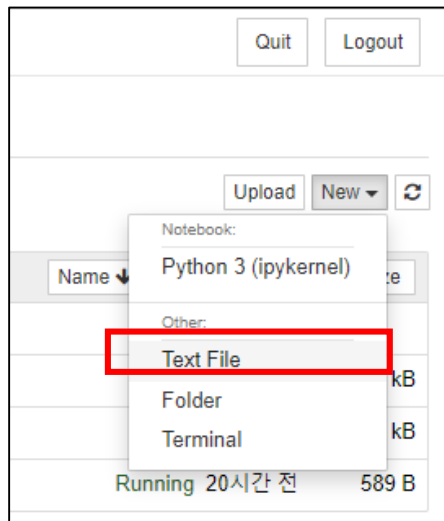 Quit Logout
Upload New
Notebook:
Python 3 (ipykernel)
Name ze
Other:
Text File
kB
Folder
kB
Terminal
Running 20시간 전 589 B